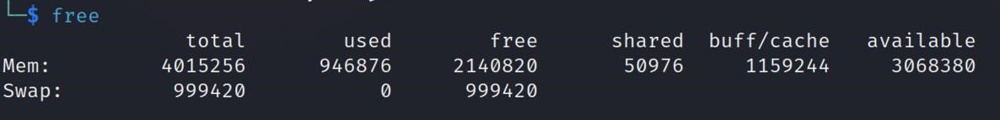 └─$ free
               total        used        free      shared  buff/cache   available
Mem:         4015256      946876     2140820       50976     1159244     3068380
Swap:         999420           0      999420